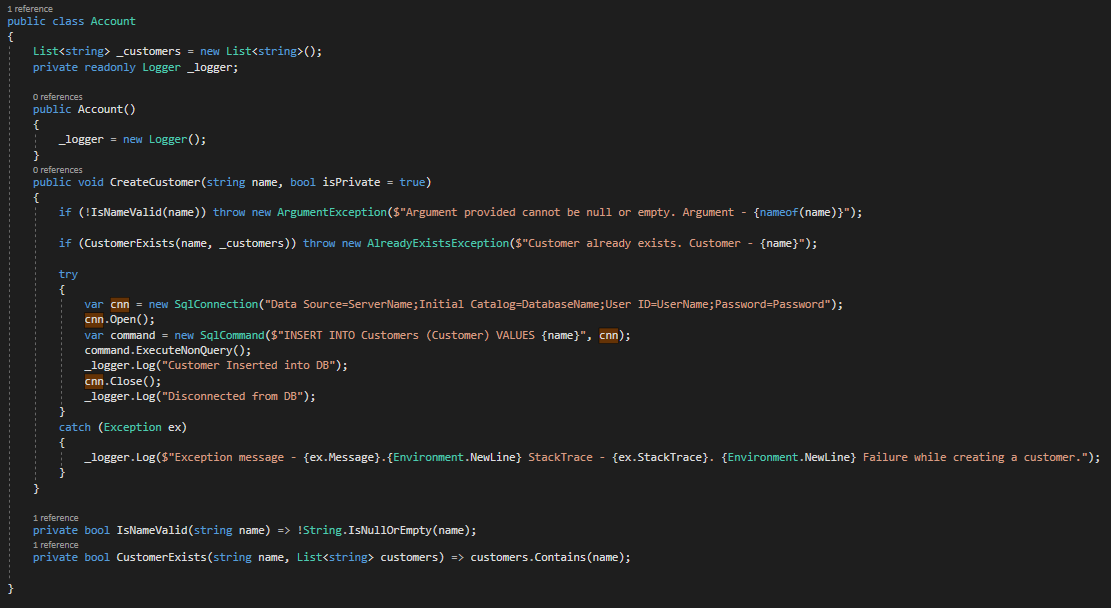 1 reference
public class Account
{
List<string> _customers = new List<string>();
private readonly Logger _logger;
0 references
public Account()
{
_logger = new Logger();
}
0 references
public void CreateCustomer(string name, bool isPrivate = true)
{
if (!IsNameValid(name)) throw new ArgumentException($"Argument provided cannot be null or empty. Argument - {nameof(name)}");
if (CustomerExists(name, _customers)) throw new AlreadyExistsException($"Customer already exists. Customer - {name}");
try
{
var cnn = new SqlConnection("Data Source=ServerName;Initial Catalog=DatabaseName;User ID=UserName;Password=Password");
cnn.Open();
var command = new SqlCommand($"INSERT INTO Customers (Customer) VALUES {name}", cnn);
command.ExecuteNonQuery();
_logger.Log("Customer Inserted into DB");
cnn.Close();
_logger.Log("Disconnected from DB");
}
catch (Exception ex)
{
_logger.Log($"Exception message - {ex.Message}.{Environment.NewLine} StackTrace - {ex.StackTrace}. {Environment.NewLine} Failure while creating a customer.");
}
}
1 reference
private bool IsNameValid(string name) => !String.IsNullOrEmpty(name);
1 reference
private bool CustomerExists(string name, List<string> customers) => customers.Contains(name);
}